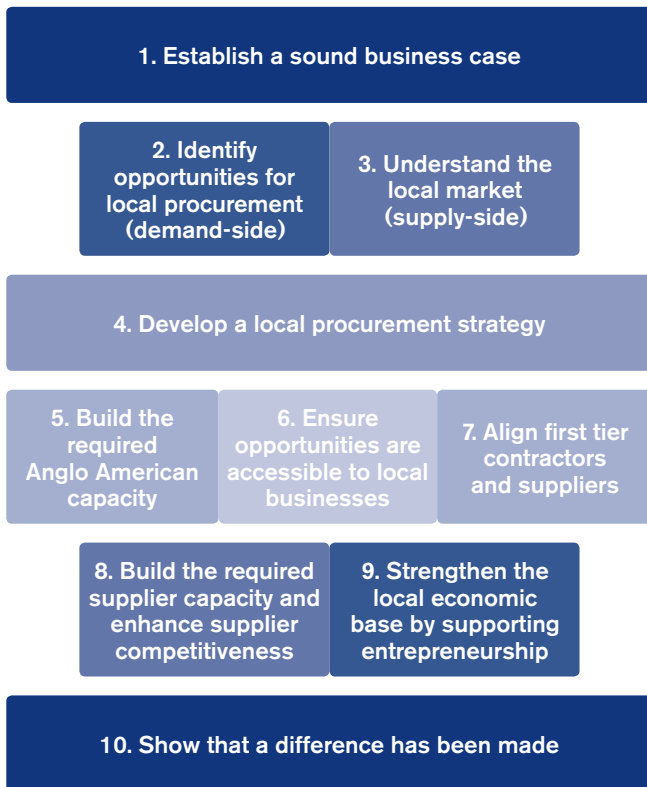 1. Establish a sound business case
2. Identify
opportunities for
local procurement
(demand-side)
3. Understand the
local market
(supply-side)
4. Develop a local procurement strategy
5. Build the
required
Anglo American
capacity
6. Ensure
opportunities are
accessible to local
businesses
7. Align first tier
contractors
and suppliers
8. Build the required
supplier capacity and
enhance supplier
competitiveness
9. Strengthen the
local economic
base by supporting
entrepreneurship
10. Show that a difference has been made